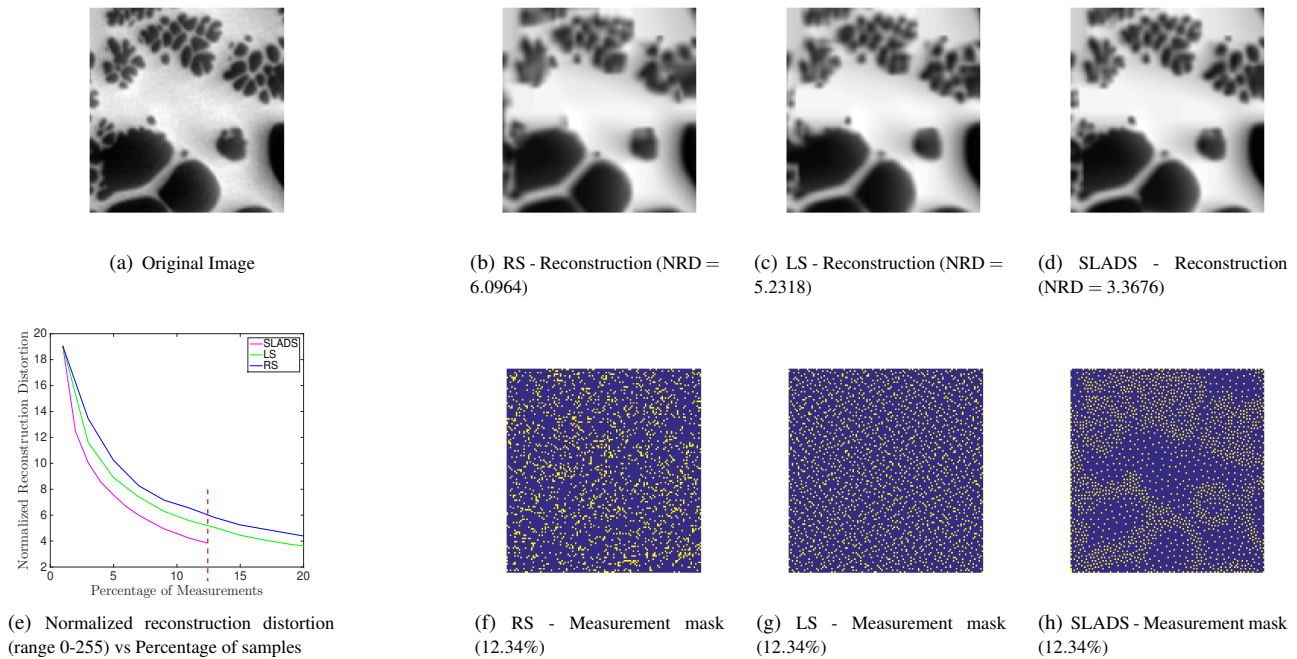 (a) Original Image
(b) RS - Reconstruction (NRD =
6.0964)
(c) LS - Reconstruction (NRD =
5.2318)
(d) SLADS - Reconstruction
(NRD = 3.3676)
20
18
16
14
12
10
8
6
4
2
0
5
10
15
20
Normalized Reconstruction Distortion
Percentage of Measurements
SLADS
LS
RS
(e) Normalized reconstruction distortion
(range 0-255) vs Percentage of samples
(f) RS - Measurement mask
(12.34%)
(g) LS - Measurement mask
(12.34%)
(h) SLADS - Measurement mask
(12.34%)